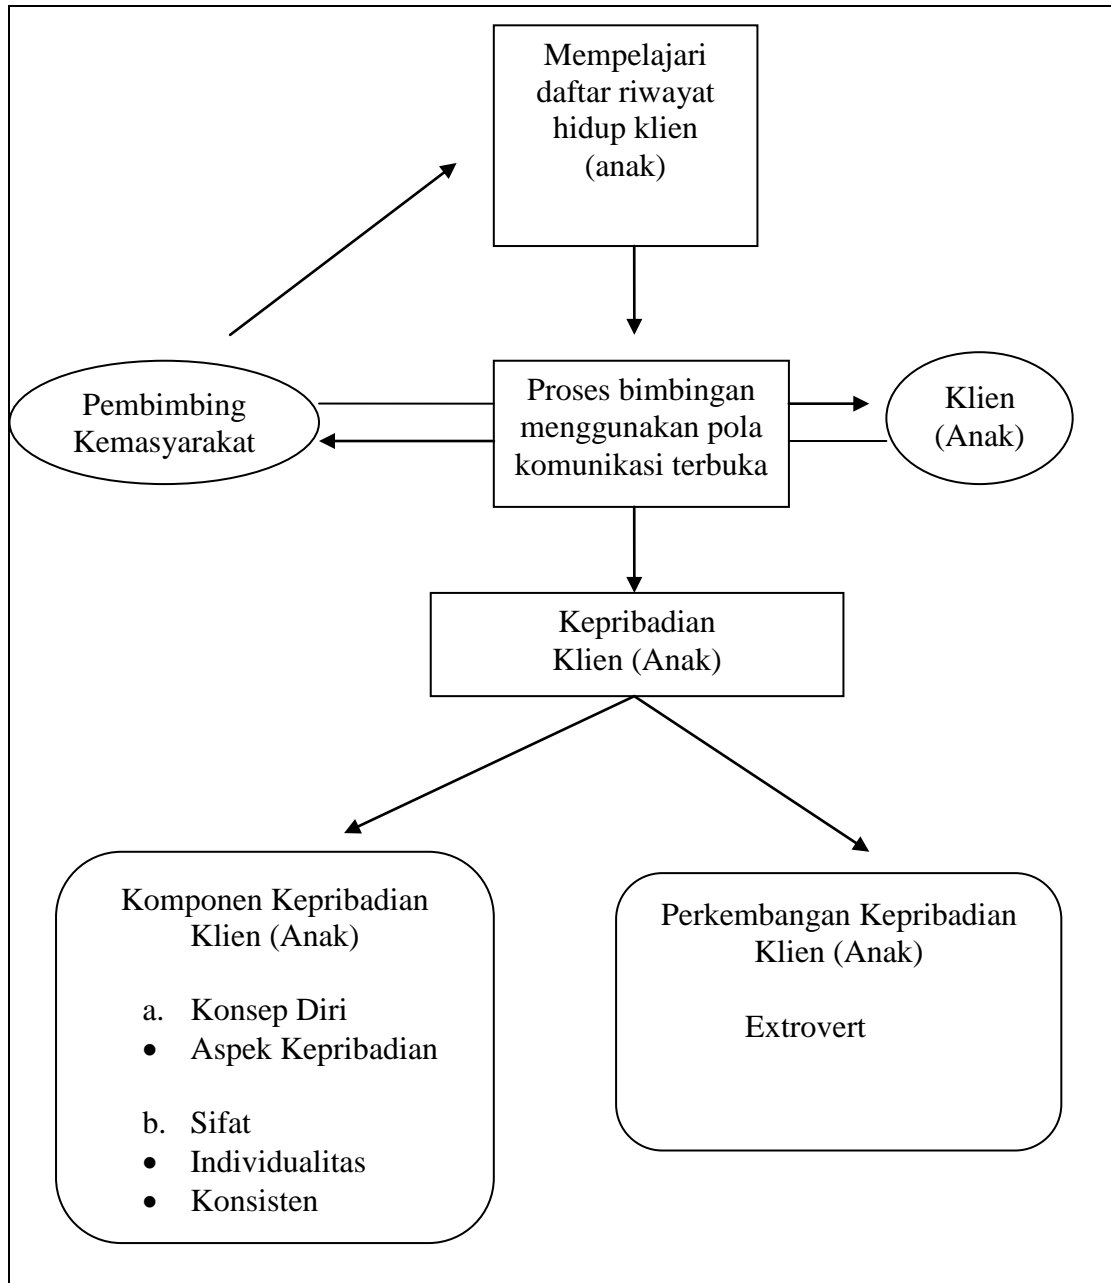 Mempelajari
daftar riwayat
hidup klien
(anak)
Pembimbing
Kemasyarakat
Proses bimbingan
menggunakan pola
komunikasi terbuka
Klien
(Anak)
Kepribadian
Klien (Anak)
Komponen Kepribadian
Klien (Anak)
a. Konsep Diri
• Aspek Kepribadian
b. Sifat
• Individualitas
• Konsisten
Perkembangan Kepribadian
Klien (Anak)
Extrovert